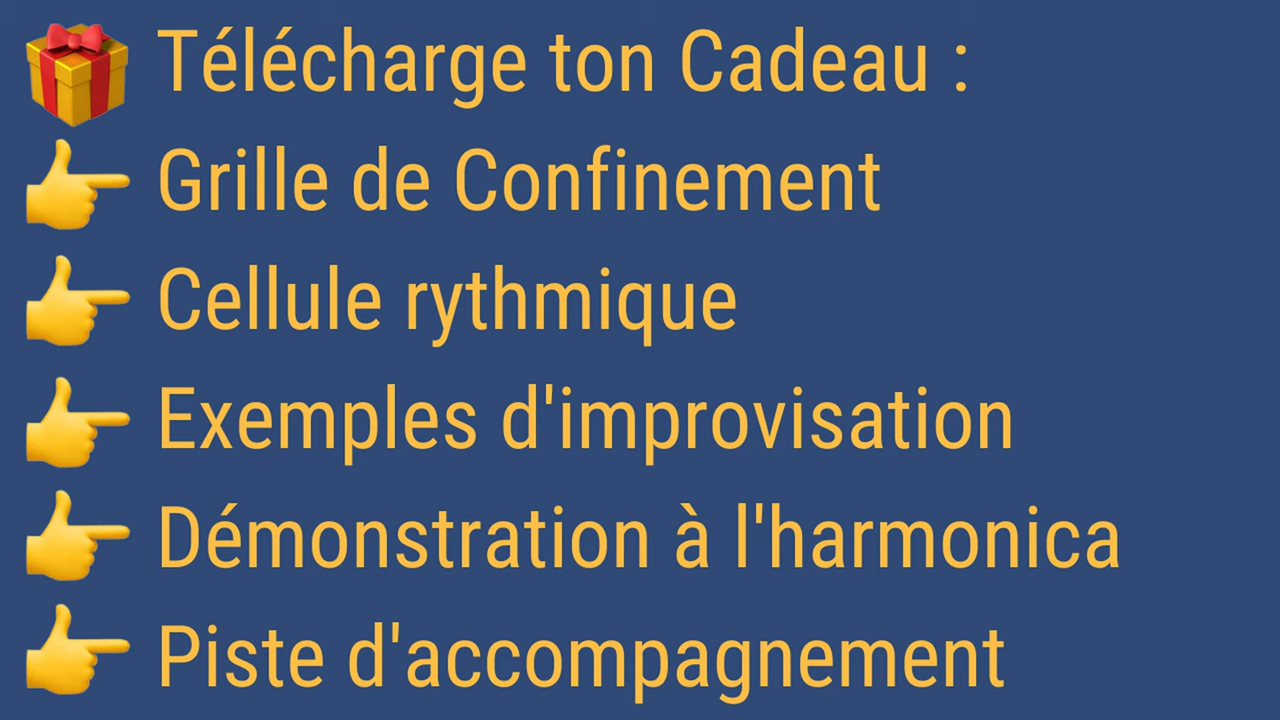 Télécharge ton Cadeau :
Grille de Confinement
Cellule rythmique
Exemples d'improvisation
Démonstration à l'harmonica
Piste d'accompagnement